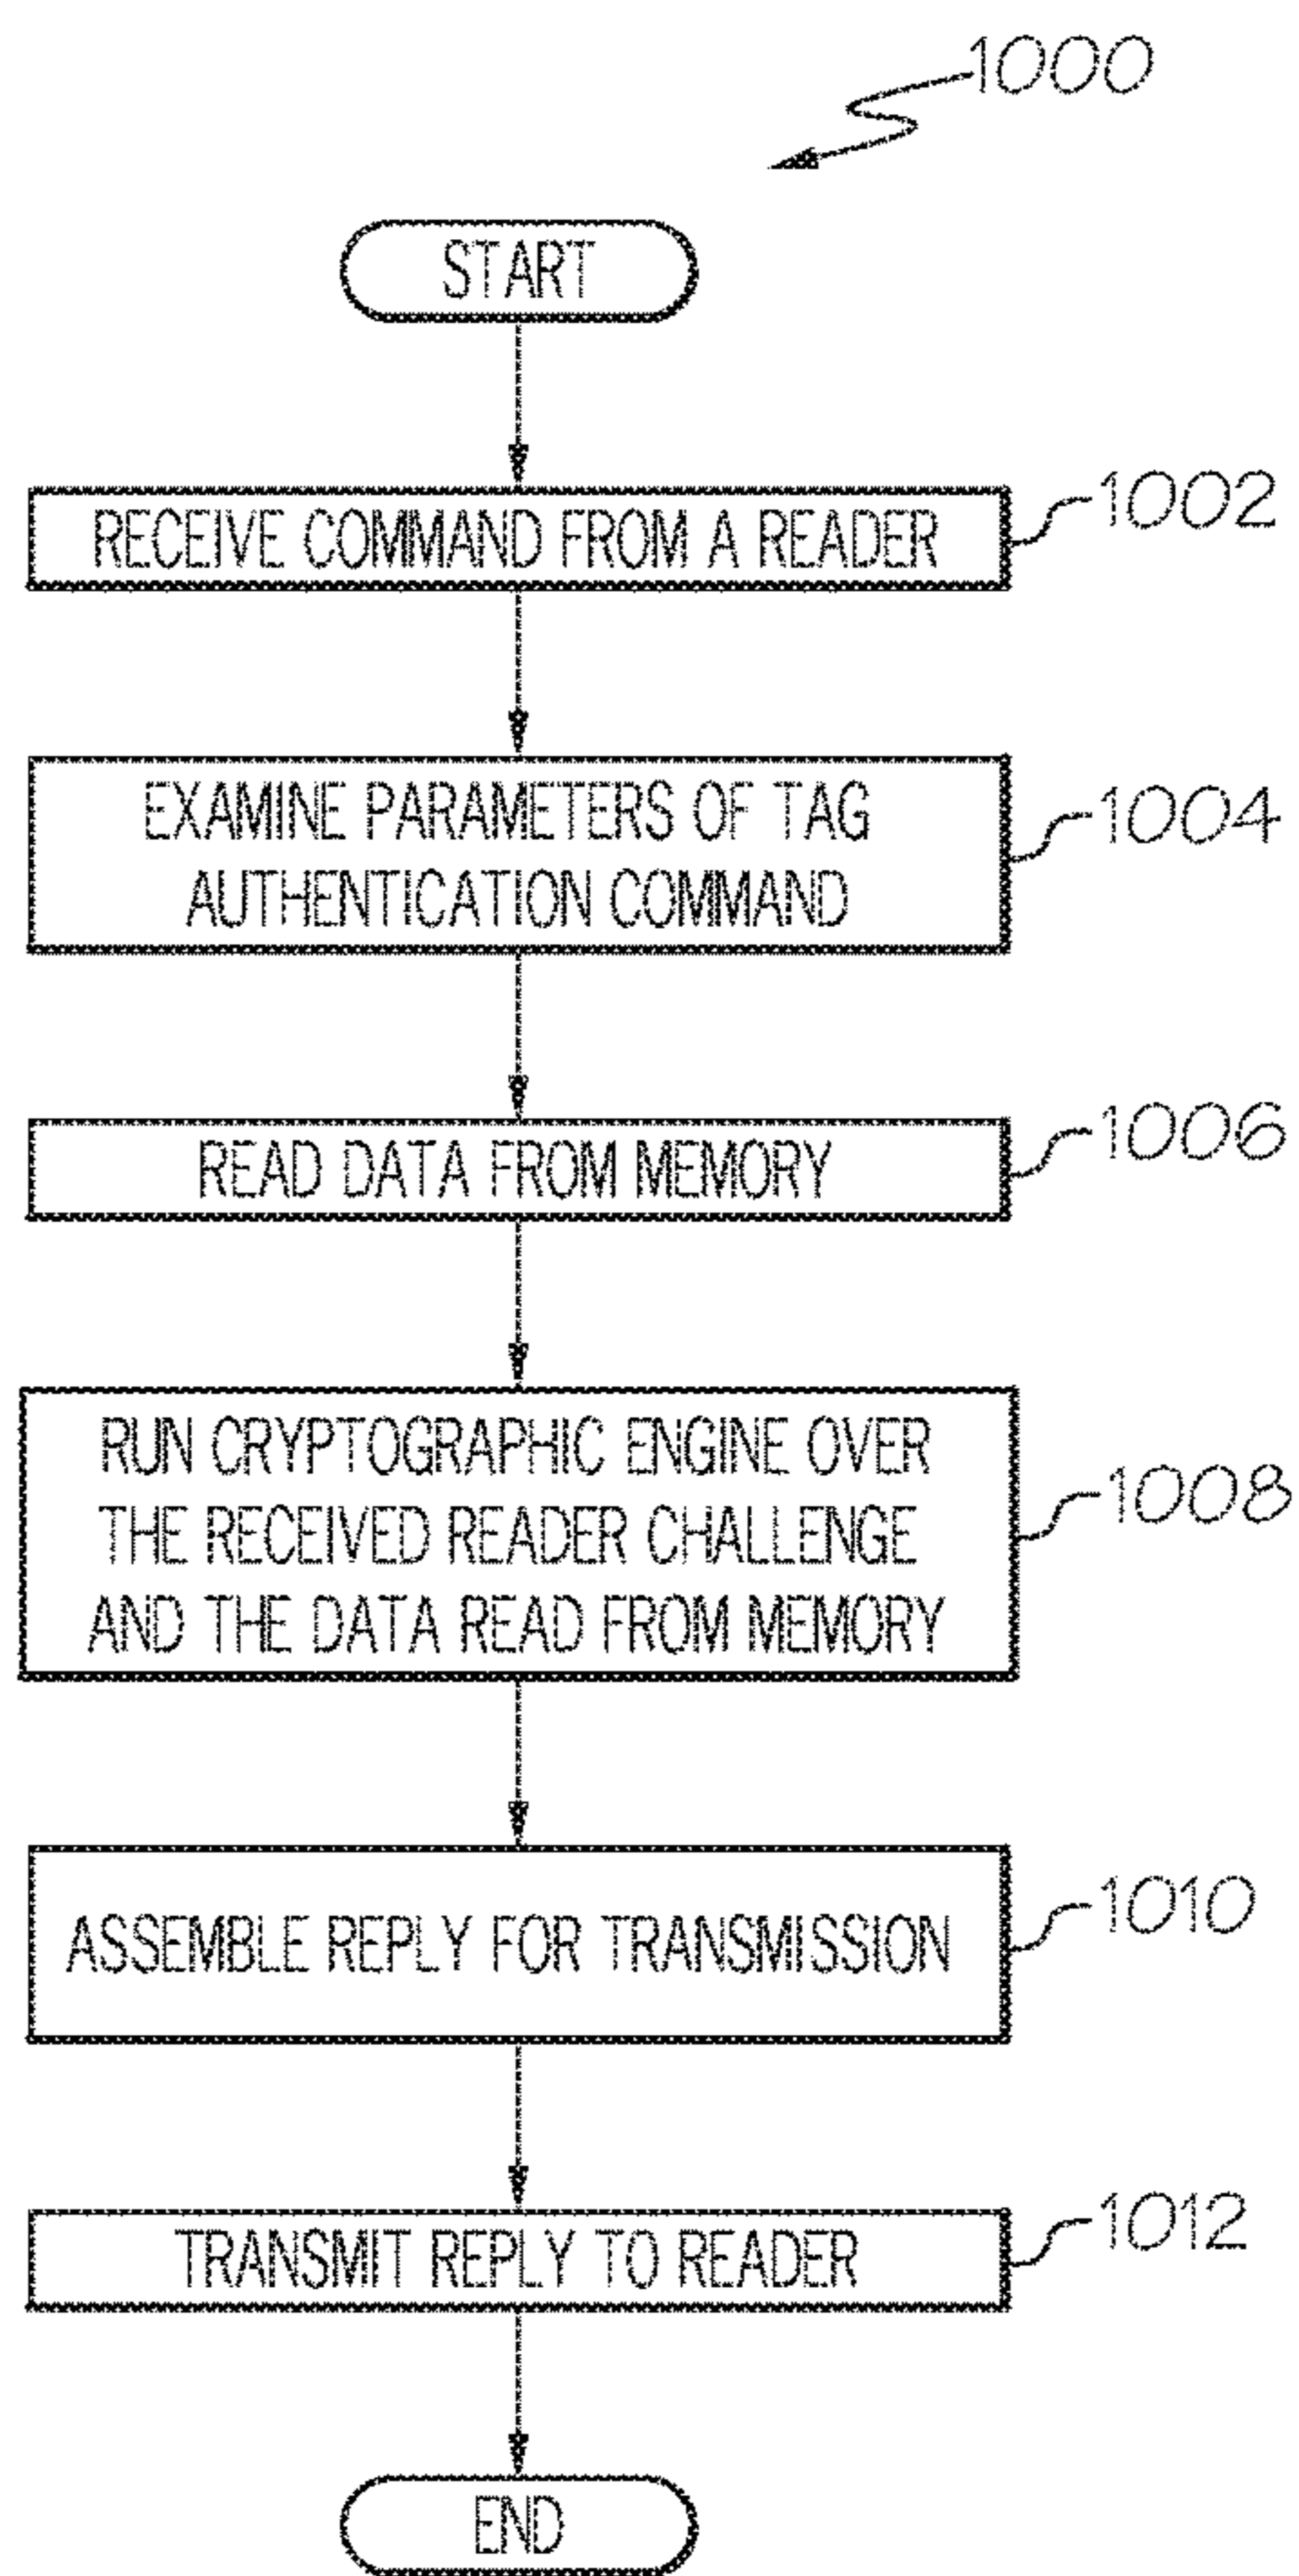 1000
START
RECEIVE COMMAND FROM A READER
1002
EXAMINE PARAMETERS OF TAG
AUTHENTICATION COMMAND
1004
READ DATA FROM MEMORY
1006
RUN CRYPTOGRAPHIC ENGINE OVER
THE RECEIVED READER CHALLENGE
AND THE DATA READ FROM MEMORY
1008
ASSEMBLE REPLY FOR TRANSMISSION
1010
TRANSMIT REPLY TO READER
1012
END